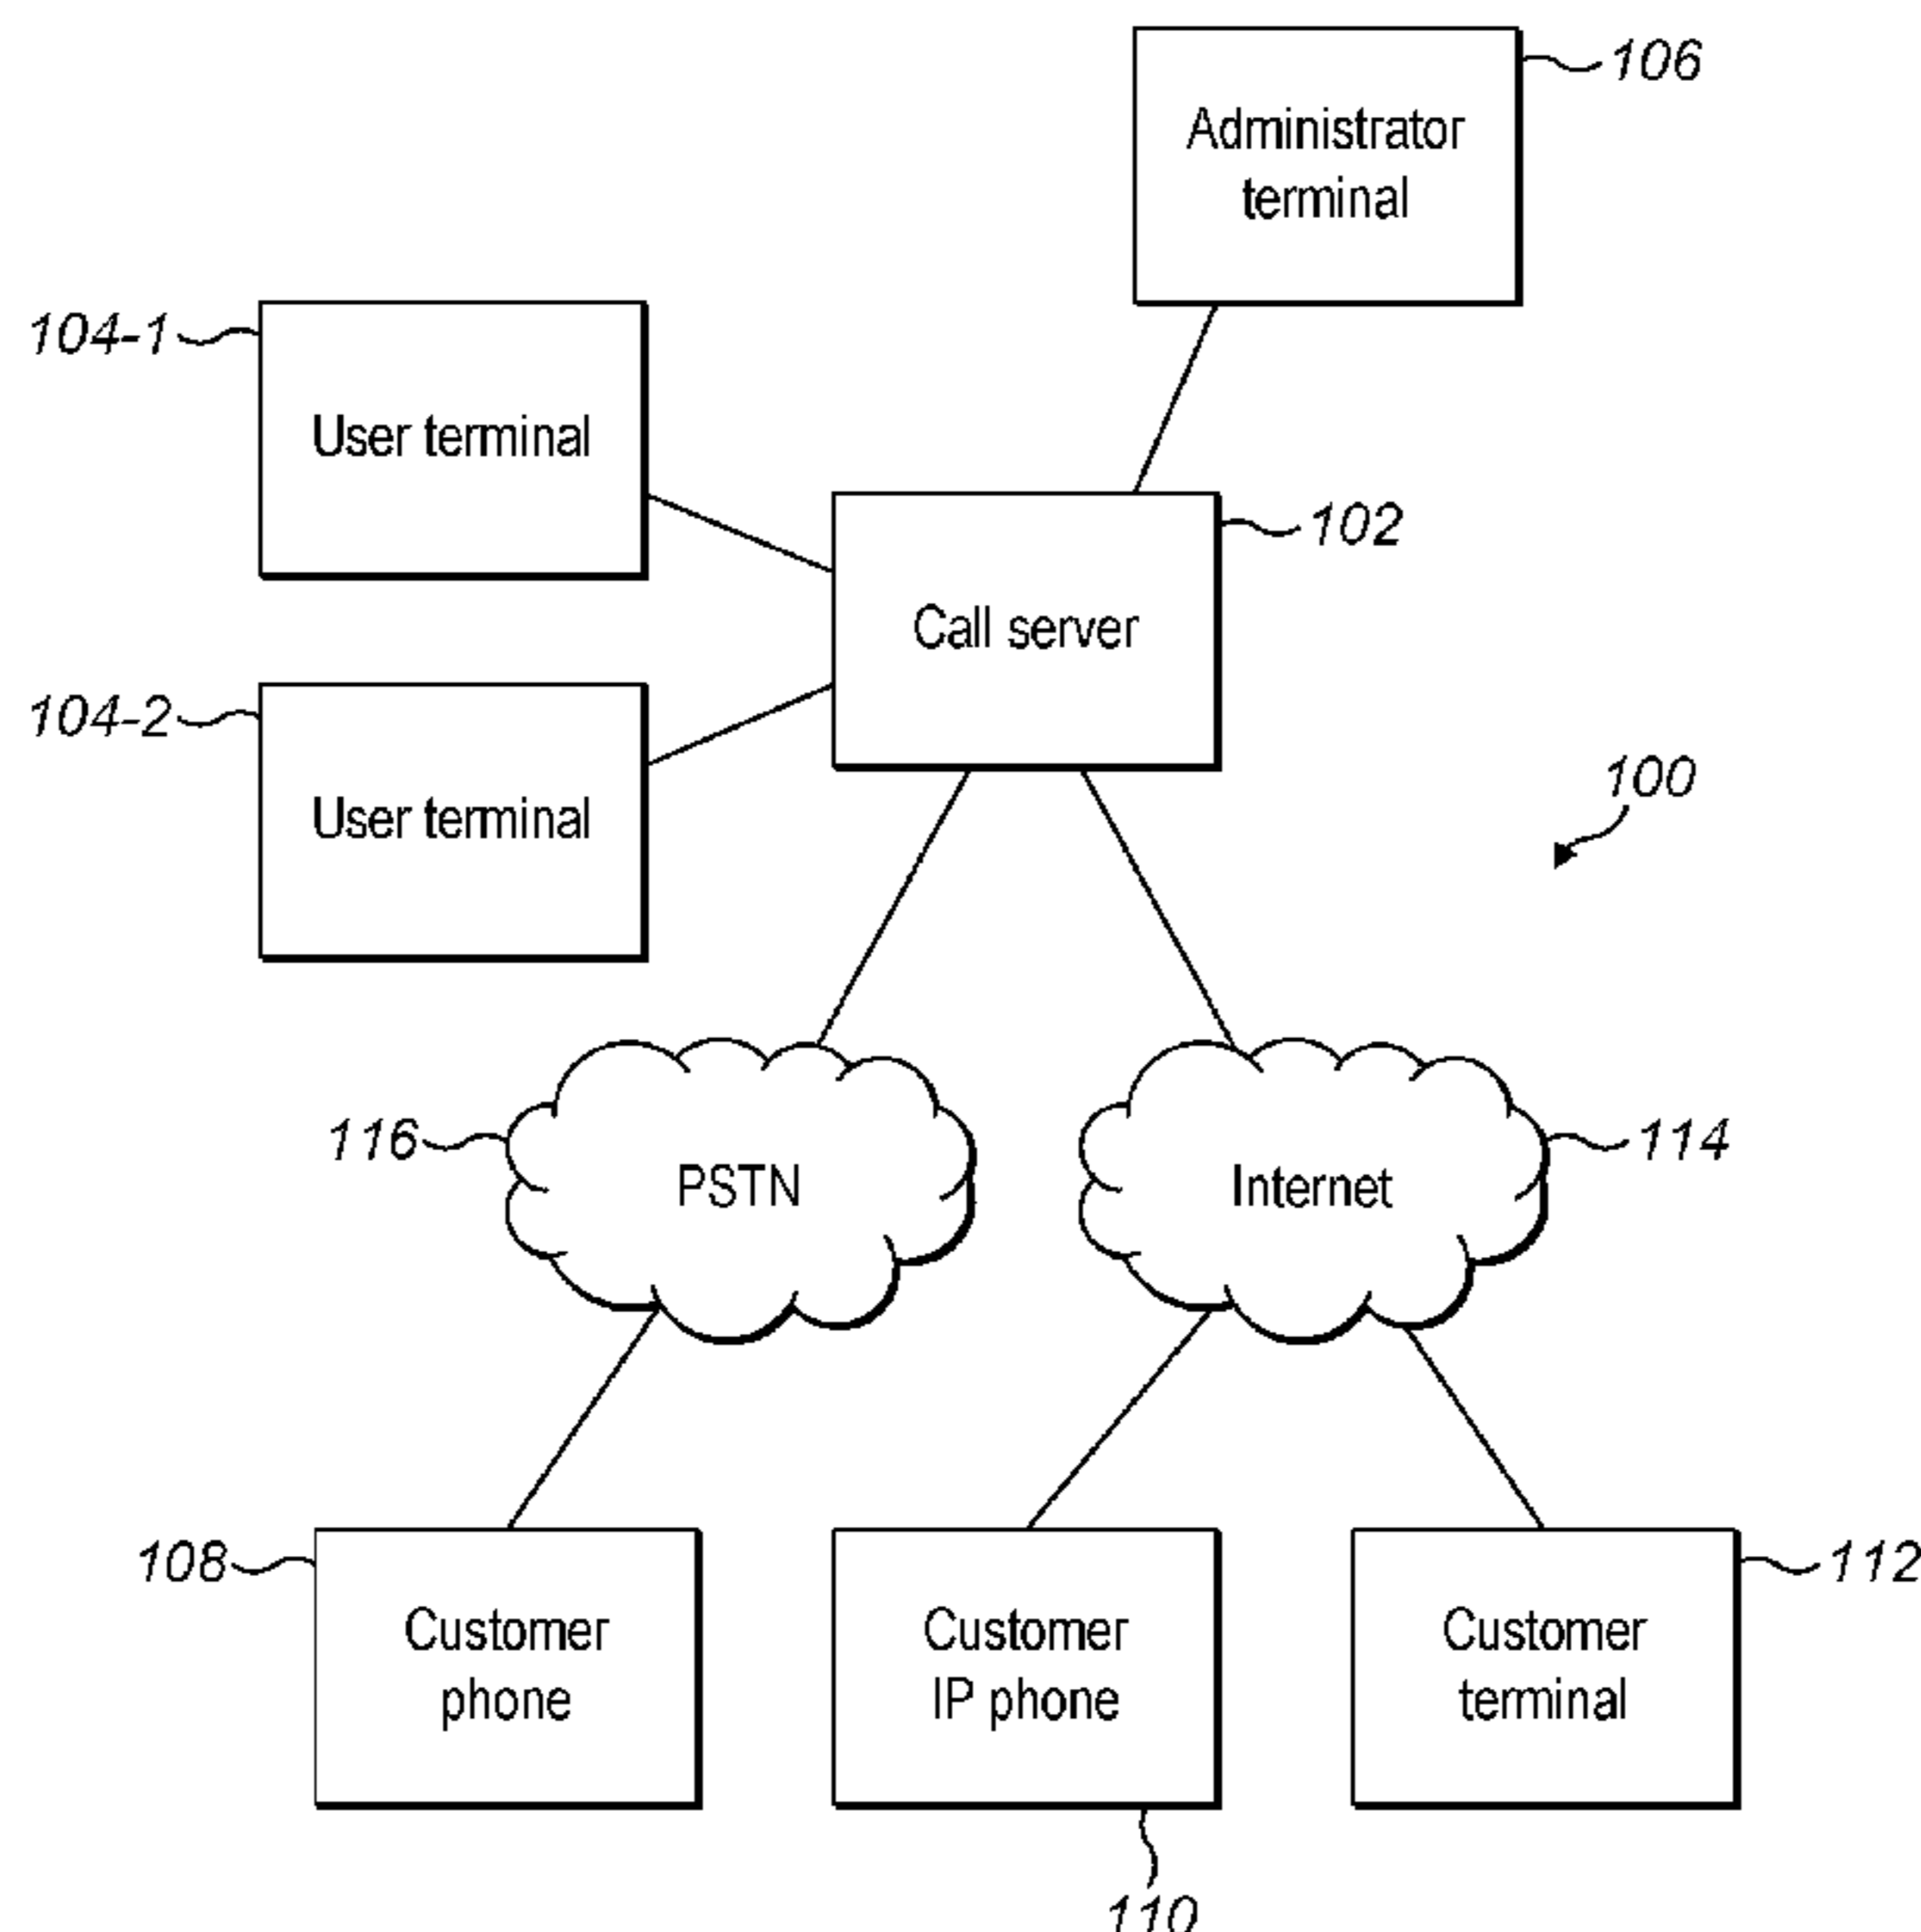 106
Administrator
terminal
104-1
User terminal
102
Call server
104-2
User terminal
100
116
PSTN
114
Internet
108
Customer
phone
Customer
IP phone
112
Customer
terminal
110